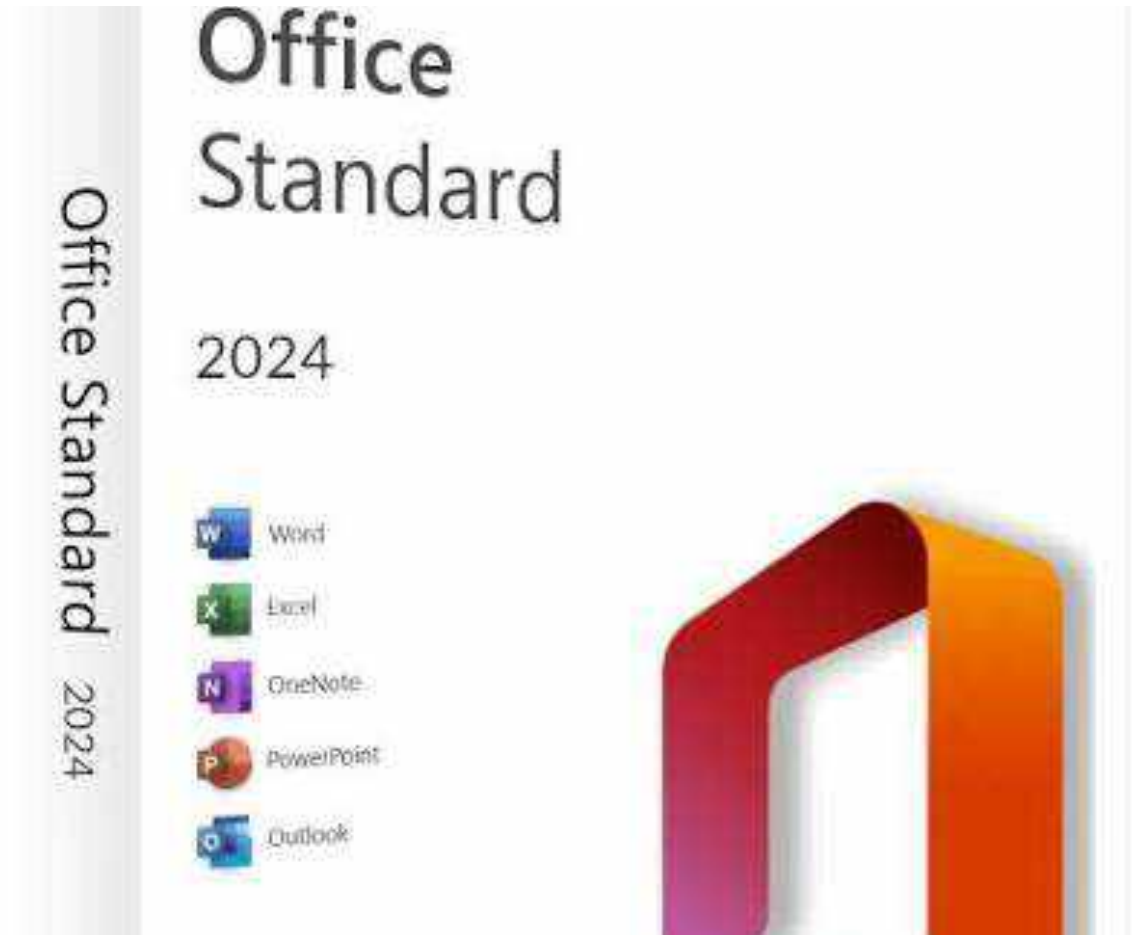 Office
Standard
2024
Word
Excel
OneNote
PowerPoint
Outlook
Office Standard 2024